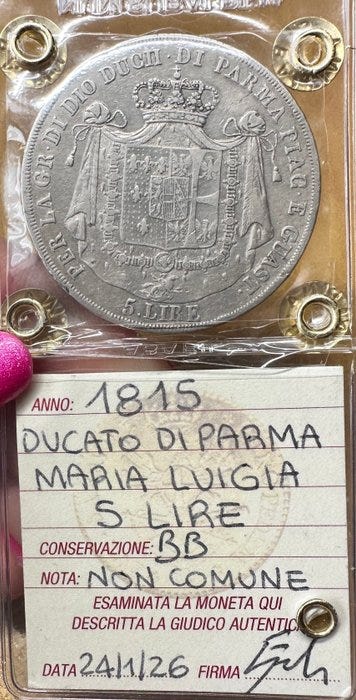 PER LA GR · DI DIO DUCH · DI PARMA PIAC · E GUAST
5. LIRE
ANNO: 1815
DUCATO DI PARMA
MARIA LUIGIA
5 LIRE
CONSERVAZIONE: BB
NOTA: NON COMUNE
ESAMINATA LA MONETA QUI
DESCRITTA LA GIUDICO AUTENTIC
DATA 24/1/26 FIRMA